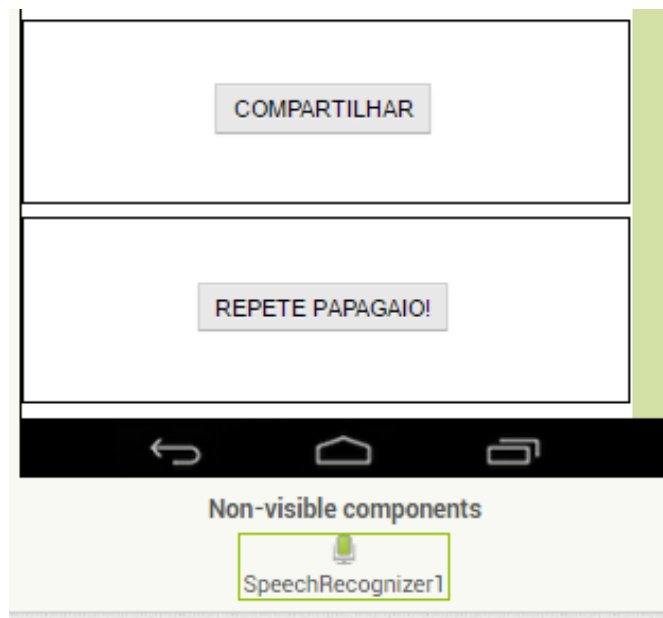 COMPARTILHAR
REPETE PAPAGAIO!
Non-visible components
SpeechRecognizer1